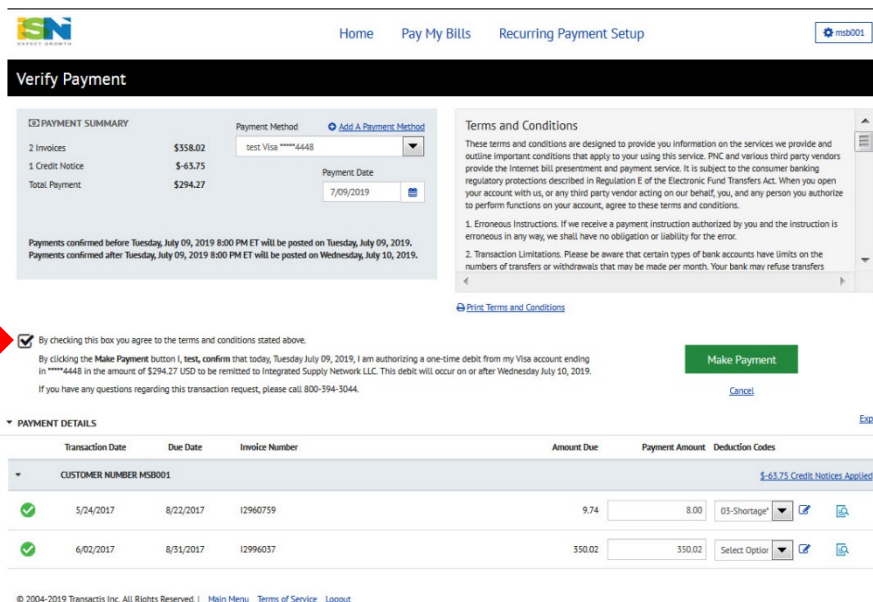 iSN
EXPECT GROWTH
Home Pay My Bills Recurring Payment Setup
msb001
Verify Payment
PAYMENT SUMMARY
2 Invoices $358.02
1 Credit Notice $-63.75
Total Payment $294.27
Payment Method Add A Payment Method
test Visa *****4448
Payment Date
7/09/2019
Payments confirmed before Tuesday, July 09, 2019 8:00 PM ET will be posted on Tuesday, July 09, 2019.
Payments confirmed after Tuesday, July 09, 2019 8:00 PM ET will be posted on Wednesday, July 10, 2019.
Terms and Conditions
These terms and conditions are designed to provide you information on the services we provide and
outline important conditions that apply to your using this service. PNC and various third party vendors
provide the Internet bill presentment and payment service. It is subject to the consumer banking
regulatory protections described in Regulation E of the Electronic Fund Transfers Act. When you open
your account with us, or any third party vendor acting on our behalf, you, and any person you authorize
to perform functions on your account, agree to these terms and conditions.
1. Erroneous Instructions. If we receive a payment instruction authorized by you and the instruction is
erroneous in any way, we shall have no obligation or liability for the error.
2. Transaction Limitations. Please be aware that certain types of bank accounts have limits on the
numbers of transfers or withdrawals that may be made per month. Your bank may refuse transfers
Print Terms and Conditions
By checking this box you agree to the terms and conditions stated above.
By clicking the Make Payment button I, test, confirm that today, Tuesday July 09, 2019, I am authorizing a one-time debit from my Visa account ending
in *****4448 in the amount of $294.27 USD to be remitted to Integrated Supply Network LLC. This debit will occur on or after Wednesday July 10, 2019.
If you have any questions regarding this transaction request, please call 800-394-3044.
Make Payment
Cancel
PAYMENT DETAILS Exp
Transaction Date Due Date Invoice Number Amount Due Payment Amount Deduction Codes
CUSTOMER NUMBER MSB001 $-63.75 Credit Notices Applied
5/24/2017 8/22/2017 I2960759 9.74 8.00 03-Shortage*
6/02/2017 8/31/2017 I2996037 350.02 350.02 Select Option
© 2004-2019 Transactis Inc. All Rights Reserved. | Main Menu Terms of Service Logout